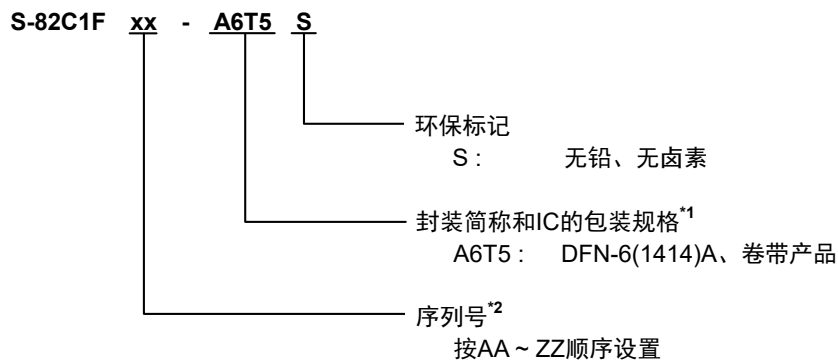 S-82C1F xx - A6T5 S
环保标记
S : 无铅、无卤素
封装简称和IC的包装规格*1
A6T5 : DFN-6(1414)A、卷带产品
序列号*2
按AA ~ ZZ顺序设置